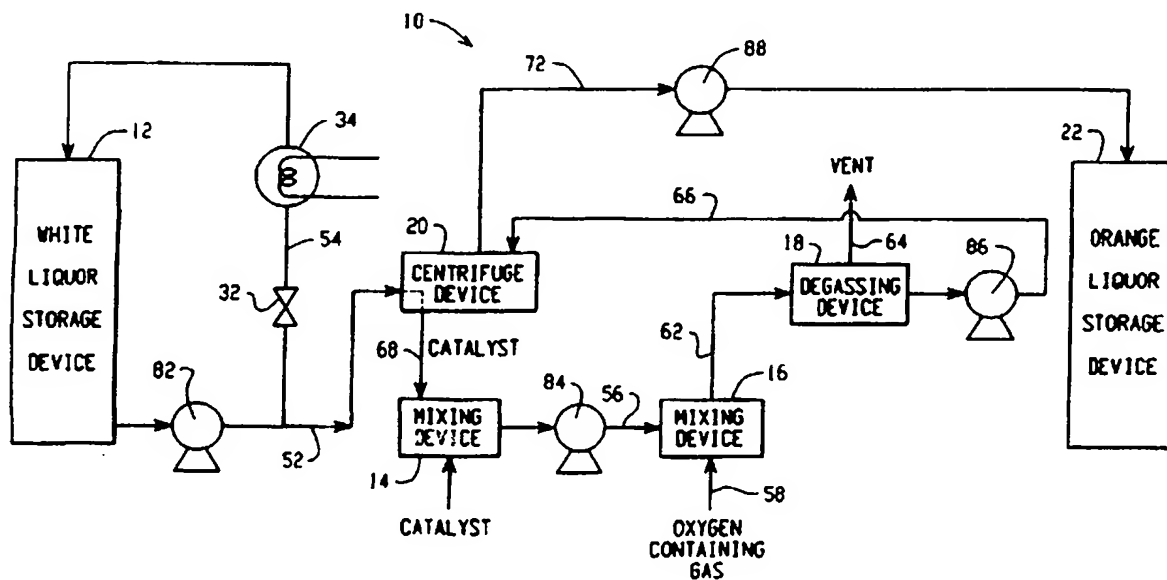 10
12
WHITE
LIQUOR
STORAGE
DEVICE
34
54
32
82
52
72
88
20
CENTRIFUGE
DEVICE
68
CATALYST
MIXING
DEVICE
14
CATALYST
84
56
16
MIXING
DEVICE
58
OXYGEN
CONTAINING
GAS
62
66
VENT
64
18
DEGASSING
DEVICE
86
22
ORANGE
LIQUOR
STORAGE
DEVICE